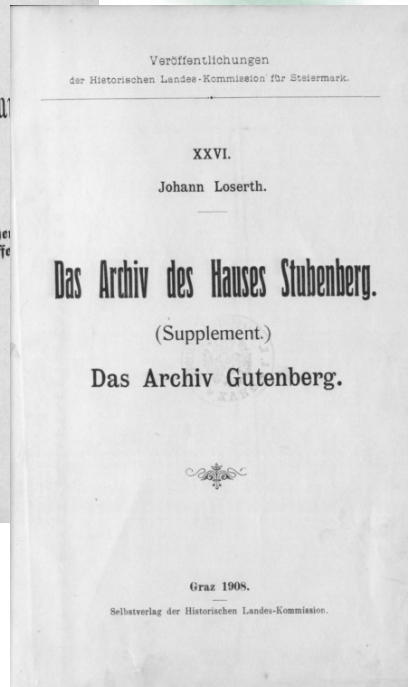 Veröffentlichungen
der Historischen Landes-Kommission für Steiermark.
XXVI.
Johann Loserth.
Das Archiv des Hauses Stubenberg.
(Supplement.)
Das Archiv Gutenberg.
Graz 1908.
Selbstverlag der Historischen Landes-Kommission.